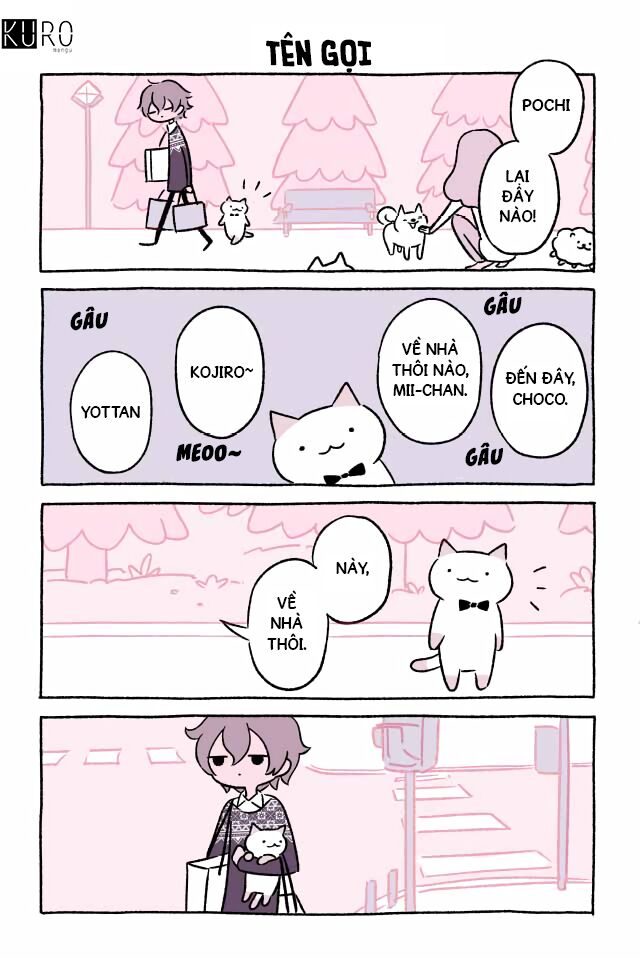 KURO
manga
TÊN GỌI
POCHI
LẠI
ĐÂY
NÀO!
GÂU
ĐẾN ĐÂY,
CHOCO.
VỀ NHÀ
THÔI NÀO,
MII-CHAN.
GÂU
KOJIRO~
MEOO~
GÂU
YOTTAN
NÀY,
VỀ
NHÀ
THÔI.